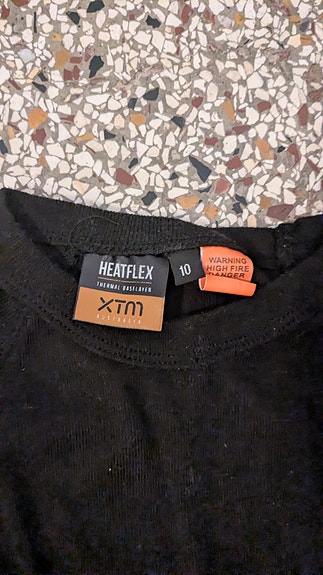 HEATFLEX
THERMAL BASELAYER
XTM
AUSTRALIA
10
WARNING
HIGH FIRE
DANGER